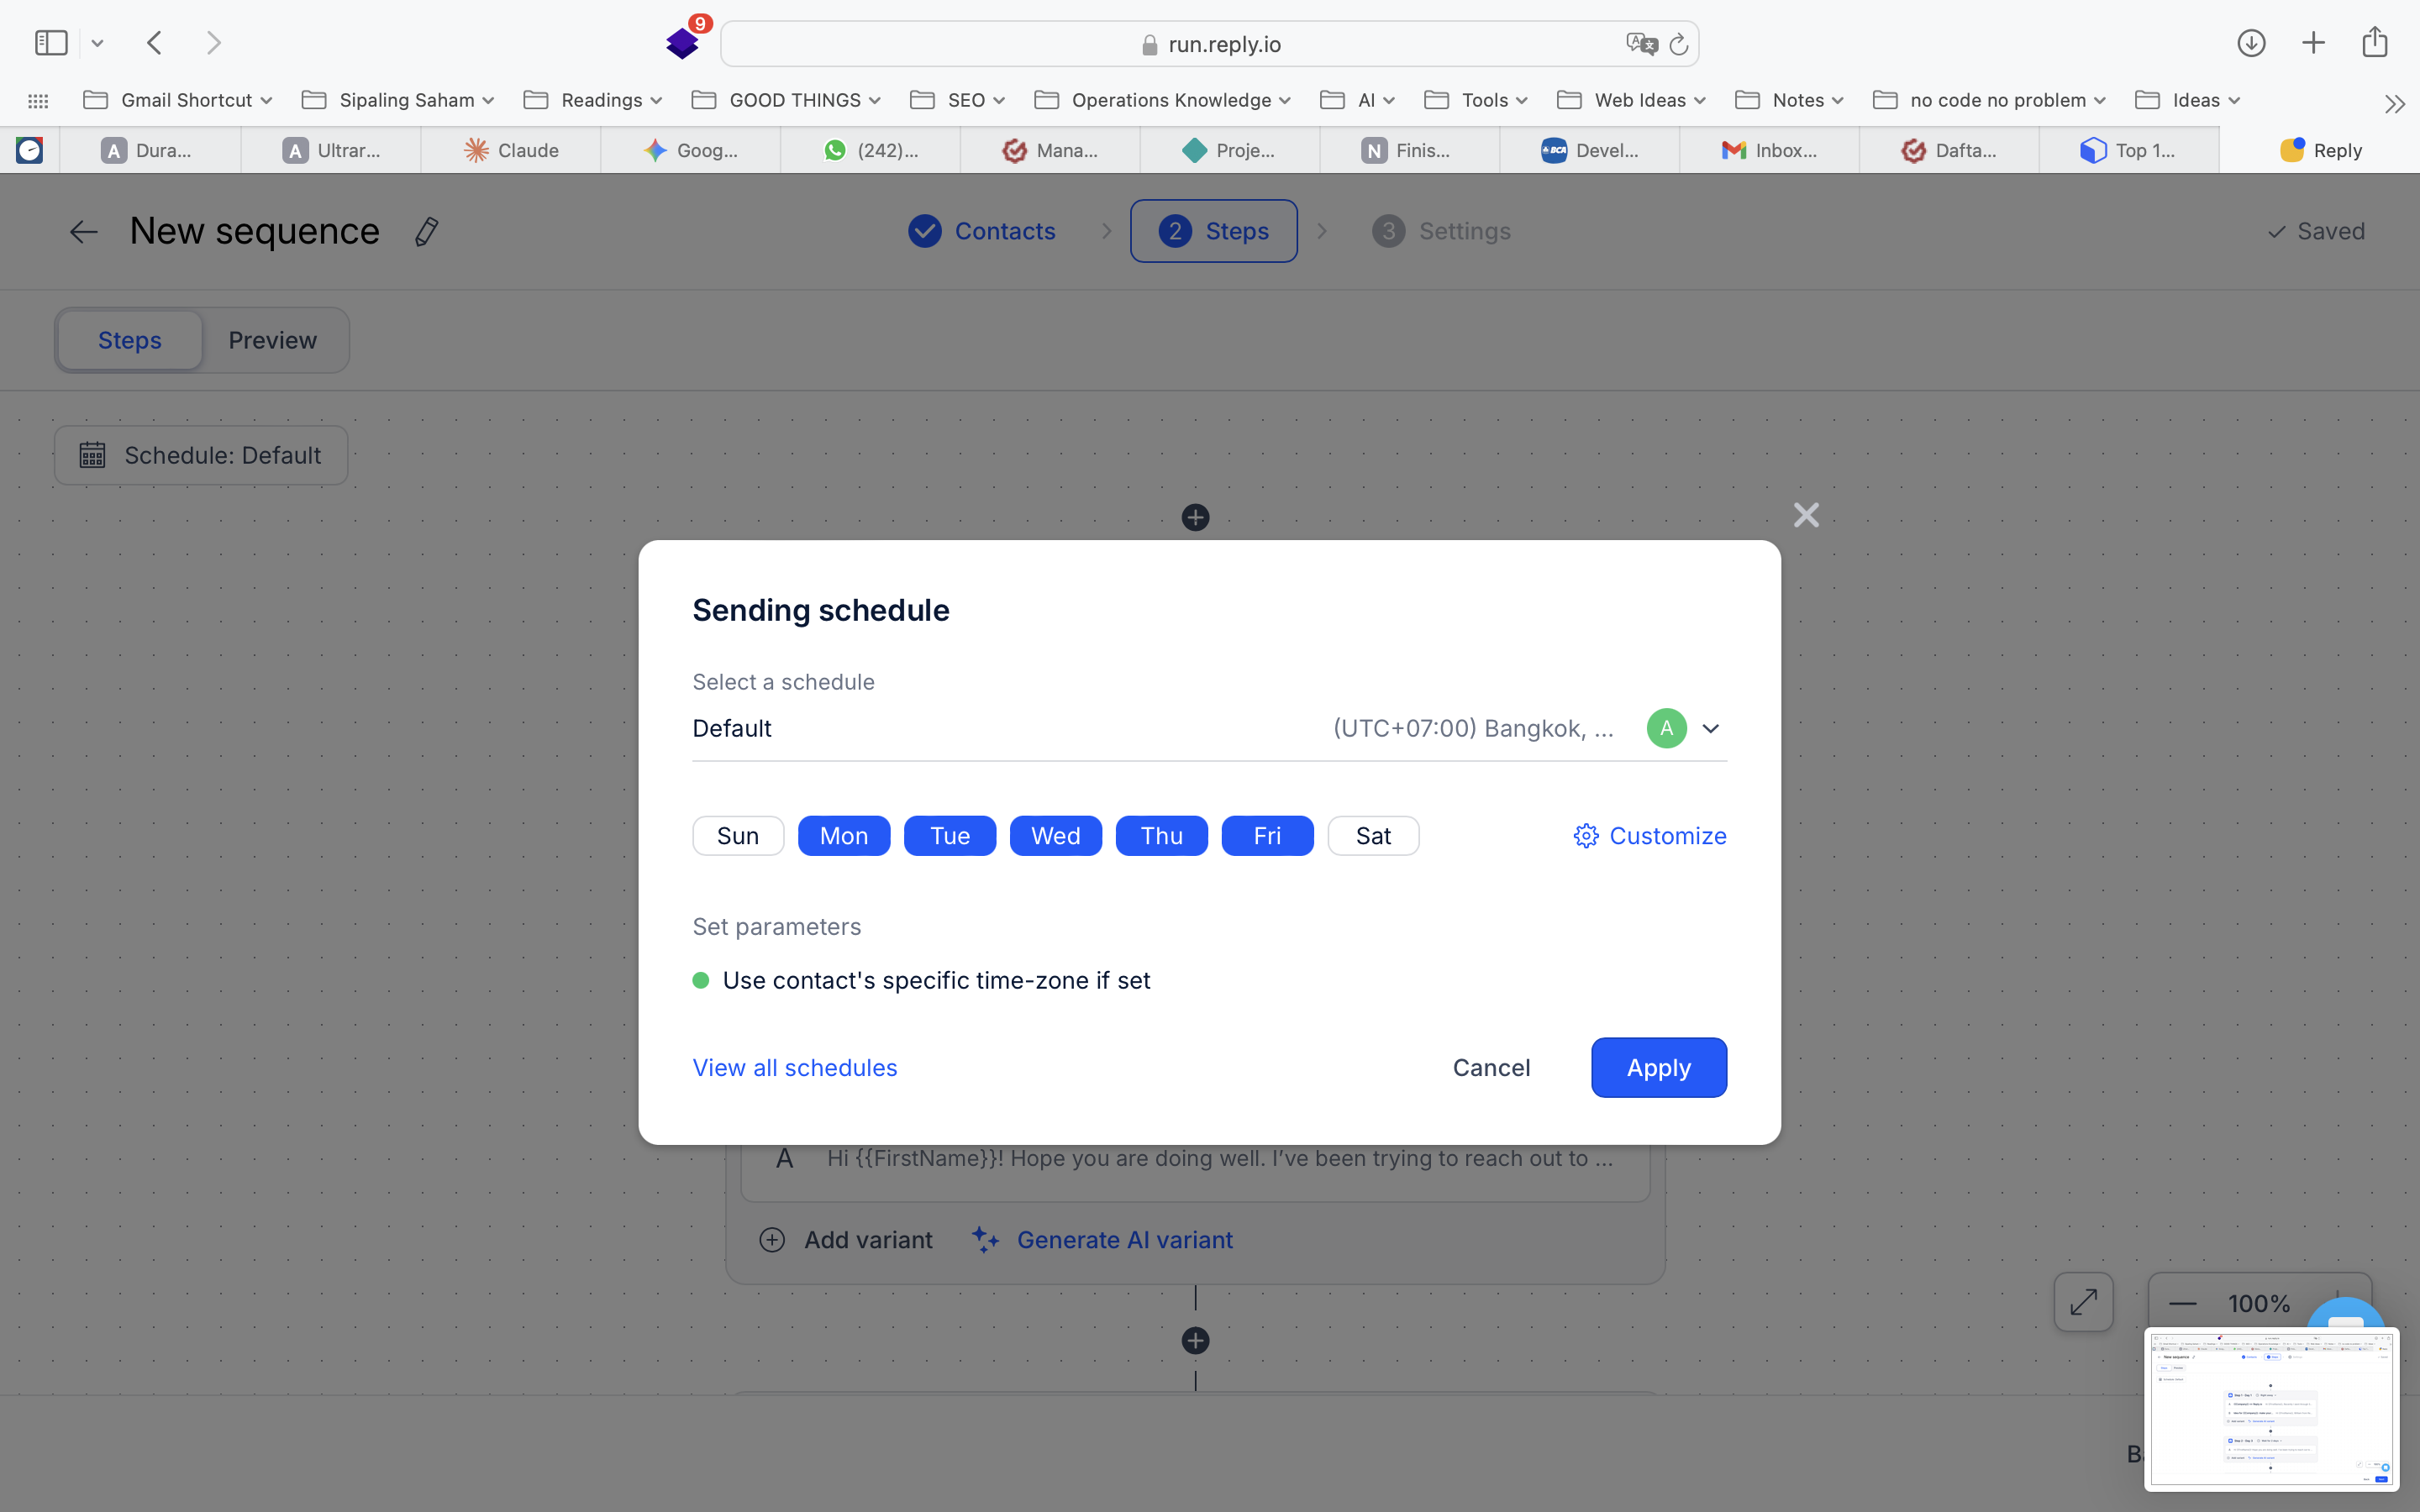 9
run.reply.io
Gmail Shortcut
Sipaling Saham
Readings
GOOD THINGS
SEO
Operations Knowledge
AI
Tools
Web Ideas
Notes
no code no problem
Ideas
A Dura...
A Ultrar...
Claude
Goog...
(242)...
Mana...
Proje...
N Finis...
BCA Devel...
Inbox...
Dafta...
Top 1...
Reply
New sequence
Contacts
2 Steps
3 Settings
Saved
Steps
Preview
Schedule: Default
Sending schedule
Select a schedule
Default
(UTC+07:00) Bangkok, ...
A
Sun
Mon
Tue
Wed
Thu
Fri
Sat
Customize
Set parameters
Use contact's specific time-zone if set
View all schedules
Cancel
Apply
A
Hi {{FirstName}}! Hope you are doing well. I’ve been trying to reach out to ...
Add variant
Generate AI variant
100%